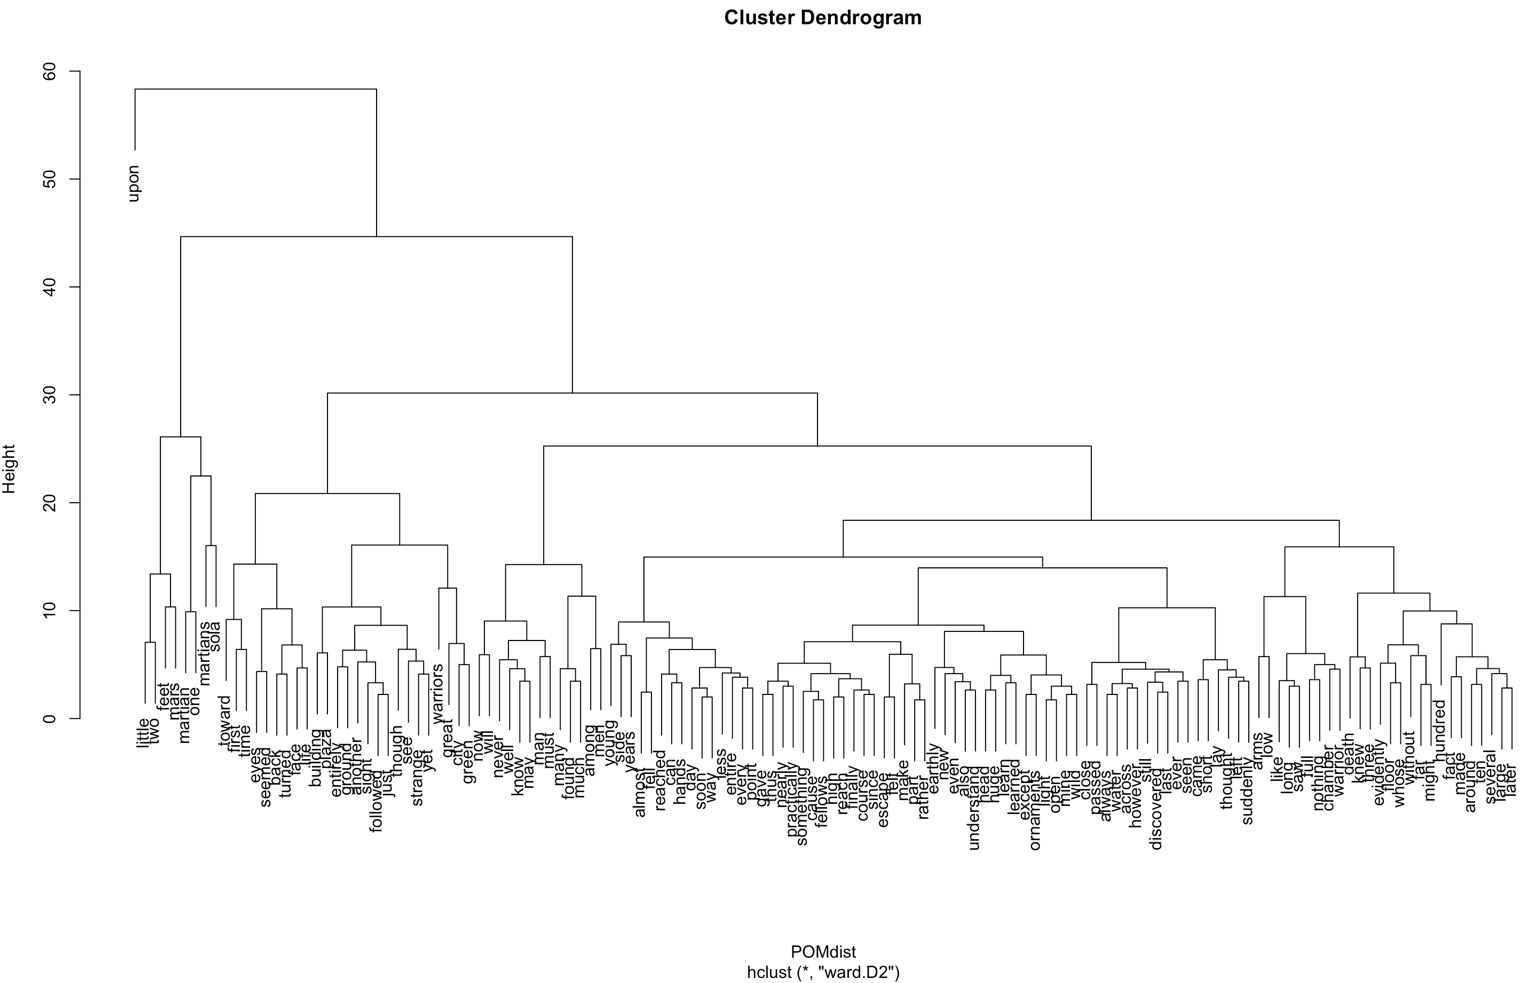 Cluster Dendrogram
Height
60
50
40
30
20
10
0
upon
little
two
feet
mars
martian
one
martians
sola
toward
first
time
eyes
seemed
back
turned
face
life
building
plaza
entirely
ground
another
right
followed
just
though
see
strange
yet
warriors
great
city
green
now
will
never
well
know
may
man
must
many
found
much
among
men
young
side
years
almost
fell
reached
can
hands
day
soon
way
less
entire
every
point
gave
thus
nearly
practically
something
cause
fellows
high
reach
finally
course
since
escape
felt
make
part
rather
earthly
new
even
also
understand
head
huge
learn
learned
except
ornaments
light
open
mind
wild
close
passed
always
water
across
however
still
discovered
last
ever
seen
came
short
lay
thought
left
suddenly
arms
low
like
long
saw
full
nothing
chamber
warrior
death
knew
three
evidently
floor
whose
without
far
might
hundred
fact
made
around
ten
several
large
later
POMdist
hclust (*, "ward.D2")